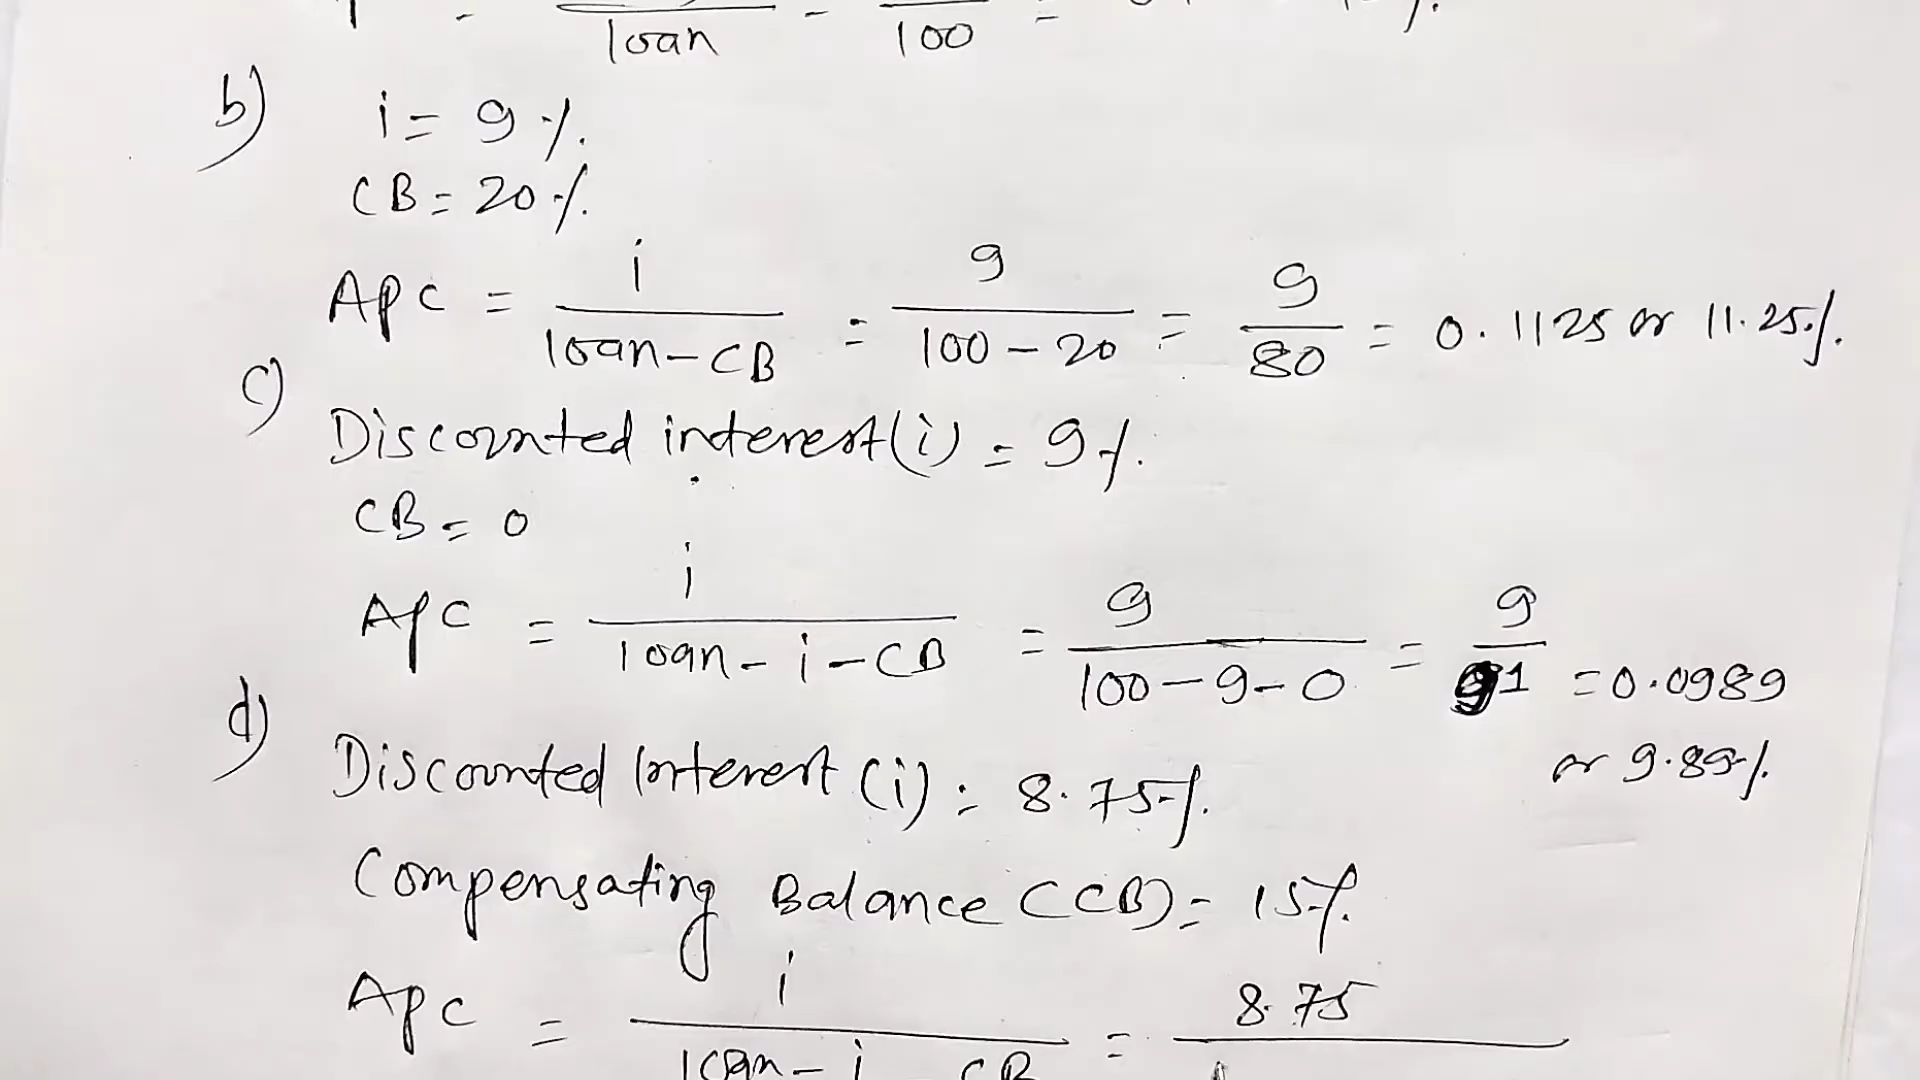 loan 100
b) i = 9%.
CB = 20%.
APC = i / loan - CB = 9 / 100 - 20 = 9 / 80 = 0.1125 or 11.25%.
c)
Discounted interest (i) = 9%.
CB = 0
APC = i / loan - i - CB = 9 / 100 - 9 - 0 = 9 / 91 = 0.0989
or 9.89%.
d)
Discounted Interest (i) = 8.75%.
Compensating Balance (CB) = 15%.
APC = i / loan - i CB = 8.75 /